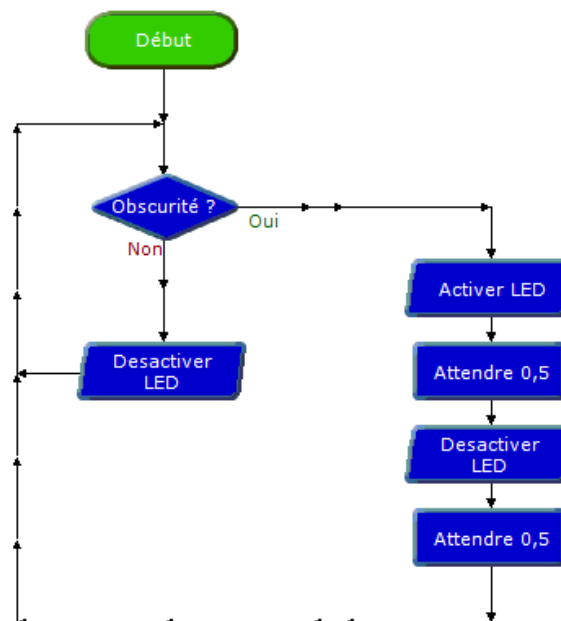 Début
Obscurité ?
Oui
Non
Activer LED
Desactiver
LED
Attendre 0,5
Desactiver
LED
Attendre 0,5